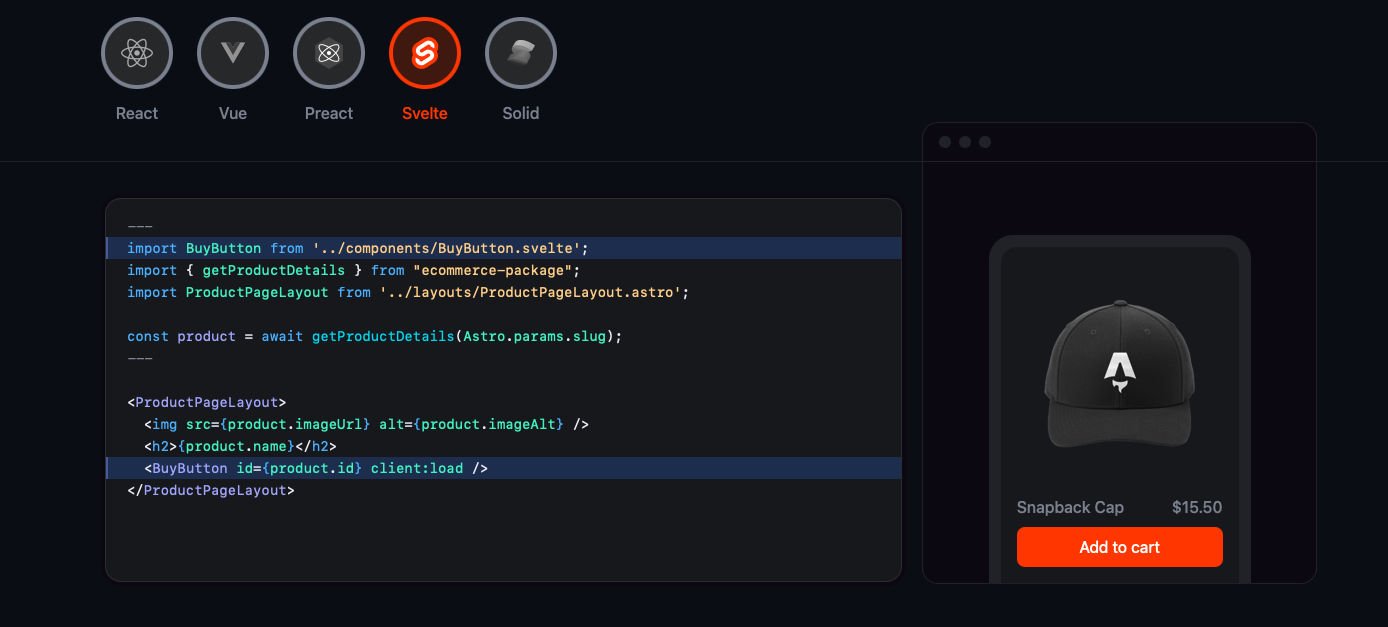 React
Vue
Preact
Svelte
Solid
---
import BuyButton from '../components/BuyButton.svelte';
import { getProductDetails } from "ecommerce-package";
import ProductPageLayout from '../layouts/ProductPageLayout.astro';
const product = await getProductDetails(Astro.params.slug);
---
<ProductPageLayout>
  <img src={product.imageUrl} alt={product.imageAlt} />
  <h2>{product.name}</h2>
  <BuyButton id={product.id} client:load />
</ProductPageLayout>
Snapback Cap $15.50
Add to cart